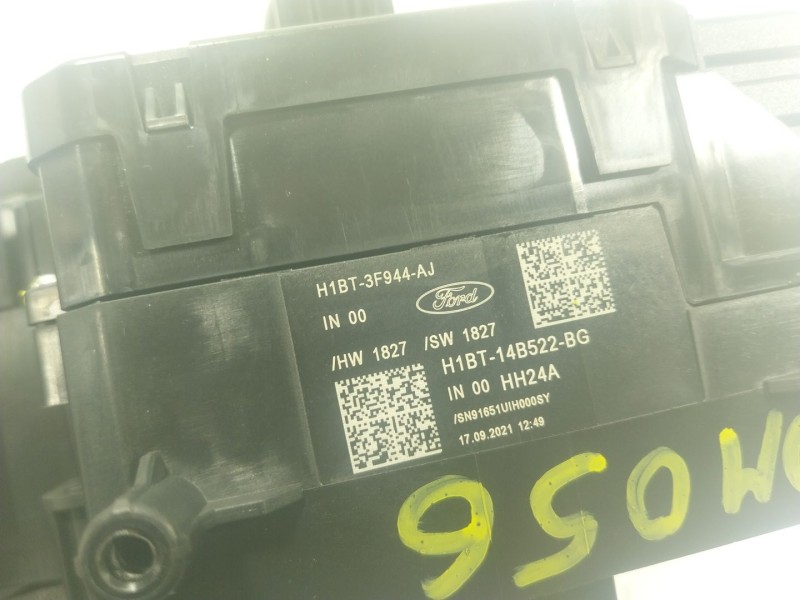 H1BT-3F944-AJ
IN 00
Ford
/HW 1827 /SW 1827
H1BT-14B522-BG
IN 00 HH24A
/SN91651UIH000SY
17.09.2021 12:49
M056